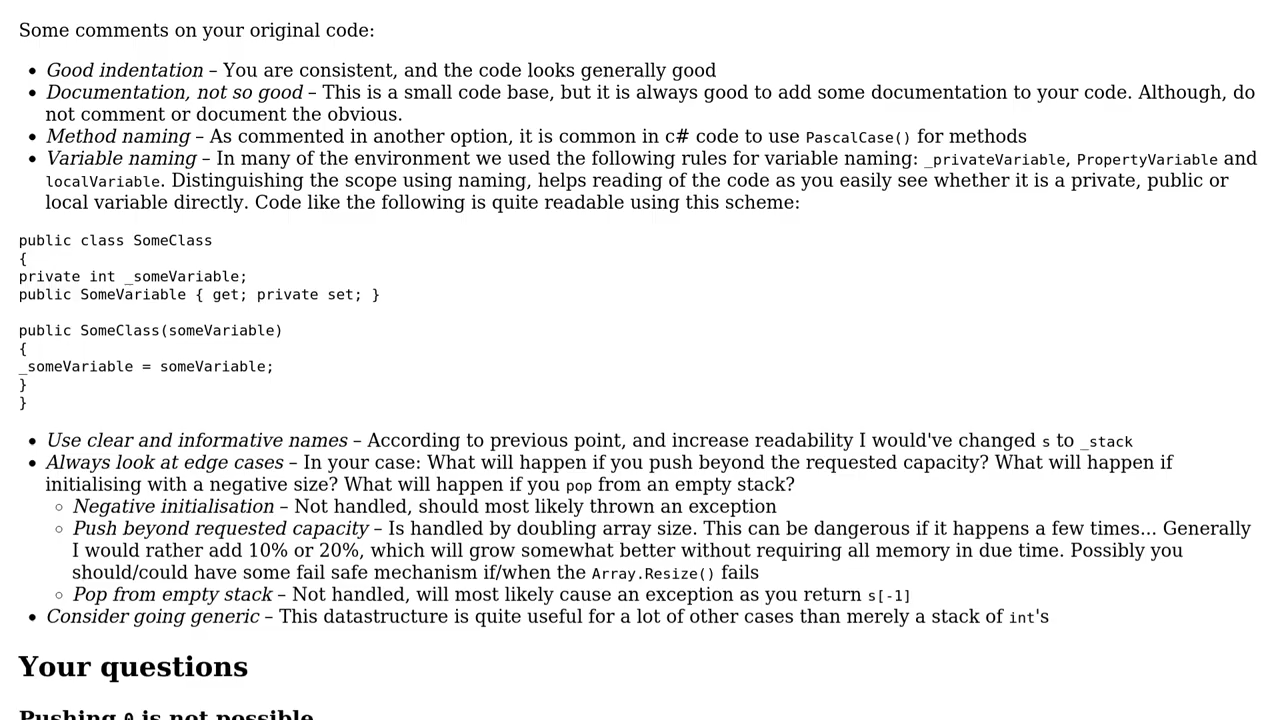 Some comments on your original code:
• Good indentation – You are consistent, and the code looks generally good
• Documentation, not so good – This is a small code base, but it is always good to add some documentation to your code. Although, do
not comment or document the obvious.
• Method naming – As commented in another option, it is common in c# code to use PascalCase() for methods
• Variable naming – In many of the environment we used the following rules for variable naming: _privateVariable, PropertyVariable and
localVariable. Distinguishing the scope using naming, helps reading of the code as you easily see whether it is a private, public or
local variable directly. Code like the following is quite readable using this scheme:
public class SomeClass
{
private int _someVariable;
public SomeVariable { get; private set; }
public SomeClass(someVariable)
{
_someVariable = someVariable;
}
}
• Use clear and informative names – According to previous point, and increase readability I would've changed s to _stack
• Always look at edge cases – In your case: What will happen if you push beyond the requested capacity? What will happen if
initialising with a negative size? What will happen if you pop from an empty stack?
◦ Negative initialisation – Not handled, should most likely thrown an exception
◦ Push beyond requested capacity – Is handled by doubling array size. This can be dangerous if it happens a few times... Generally
I would rather add 10% or 20%, which will grow somewhat better without requiring all memory in due time. Possibly you
should/could have some fail safe mechanism if/when the Array.Resize() fails
◦ Pop from empty stack – Not handled, will most likely cause an exception as you return s[-1]
• Consider going generic – This datastructure is quite useful for a lot of other cases than merely a stack of int's
Your questions
Pushing 0 is not possible